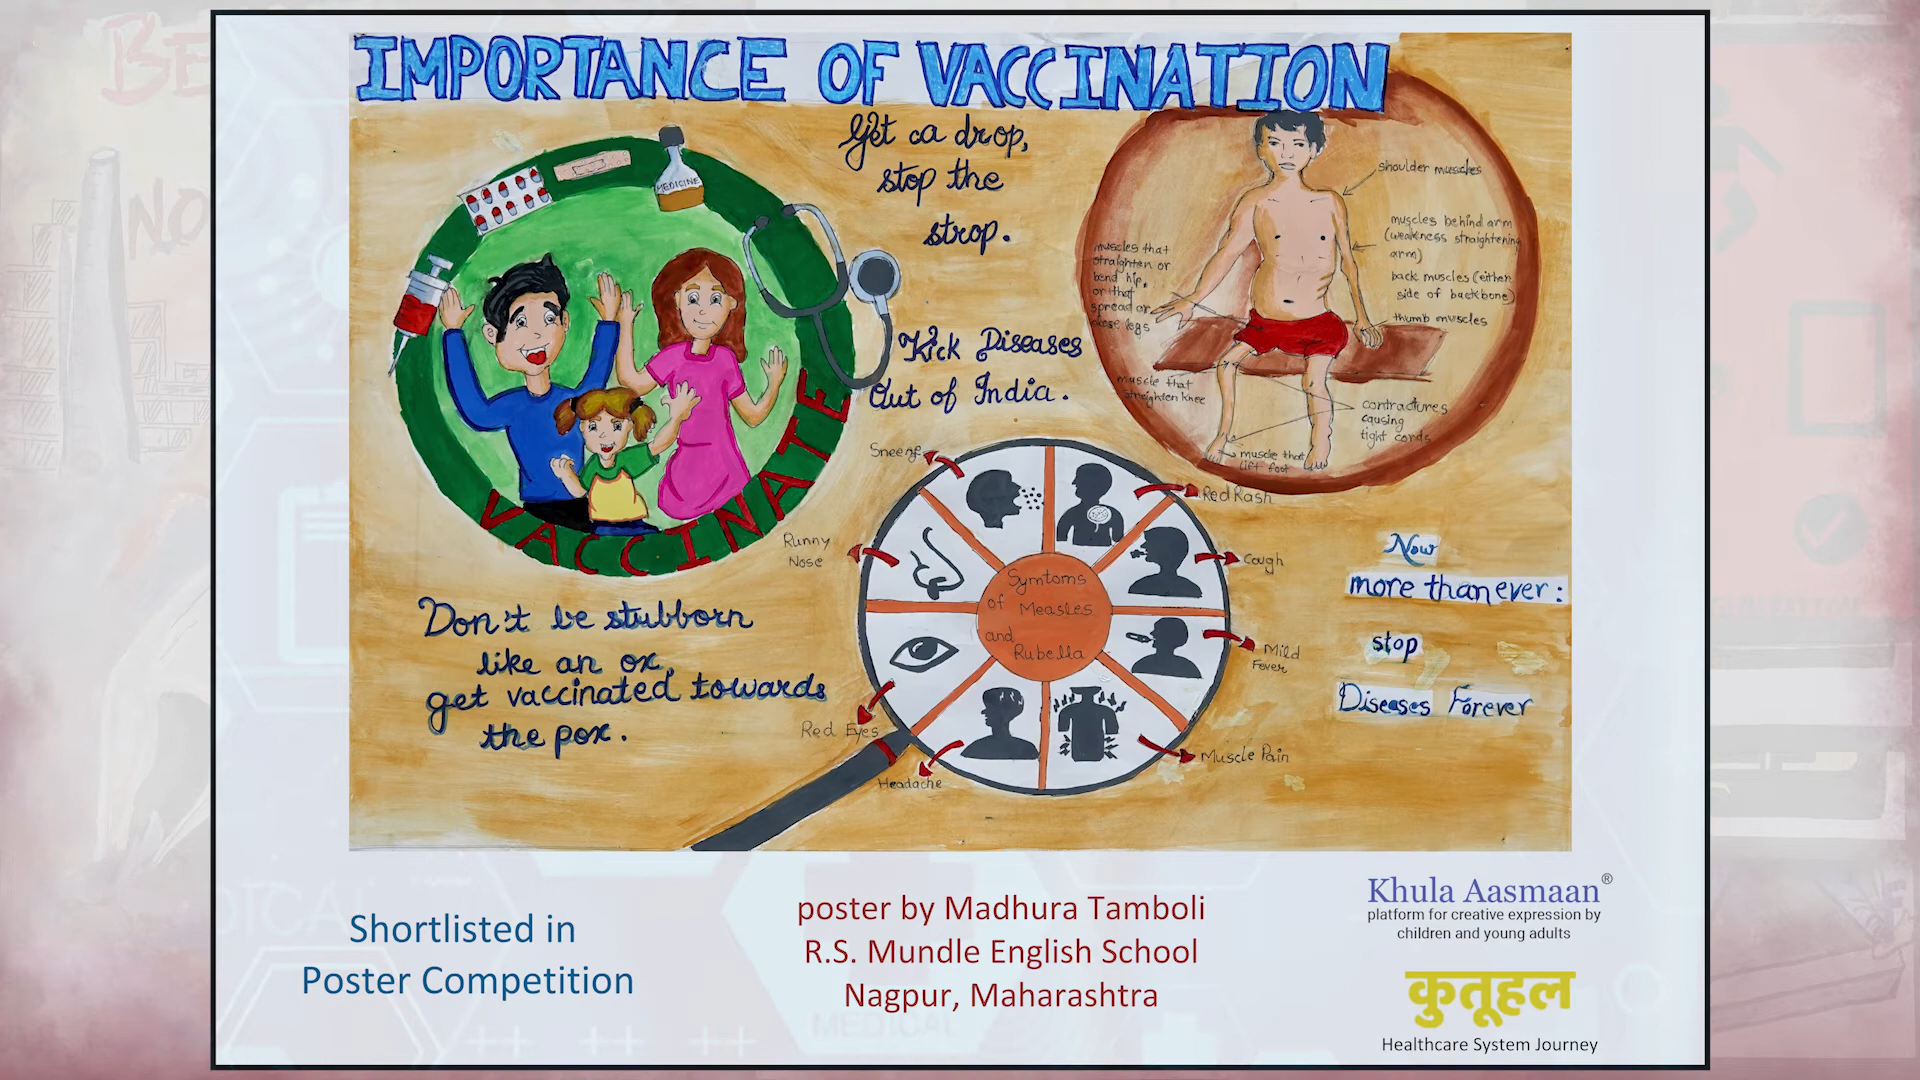 IMPORTANCE OF VACCINATION
Get a drop,
stop the
strop.
MEDICINE
VACCINATE
Kick Diseases
Out of India.
shoulder muscles
muscles behind arm
(weakness straightening
arm)
back muscles (either
side of backbone)
thumb muscles
muscles that
straighten or
bend hip,
or that
spread or
close legs
muscle that
straighten knee
contractures
causing
tight cords
muscle that
lift foot
Sneeze
Red Rash
Runny
Nose
Cough
Symtoms
of Measles
and
Rubella
Mild
Fever
Red Eyes
Headache
Muscle Pain
Don't be stubborn
like an ox,
get vaccinated towards
the pox.
Now
more than ever:
stop
Diseases Forever
Shortlisted in
Poster Competition
poster by Madhura Tamboli
R.S. Mundle English School
Nagpur, Maharashtra
Khula Aasmaan®
platform for creative expression by
children and young adults
कुतूहल
Healthcare System Journey
BE
NO
MEDICAL